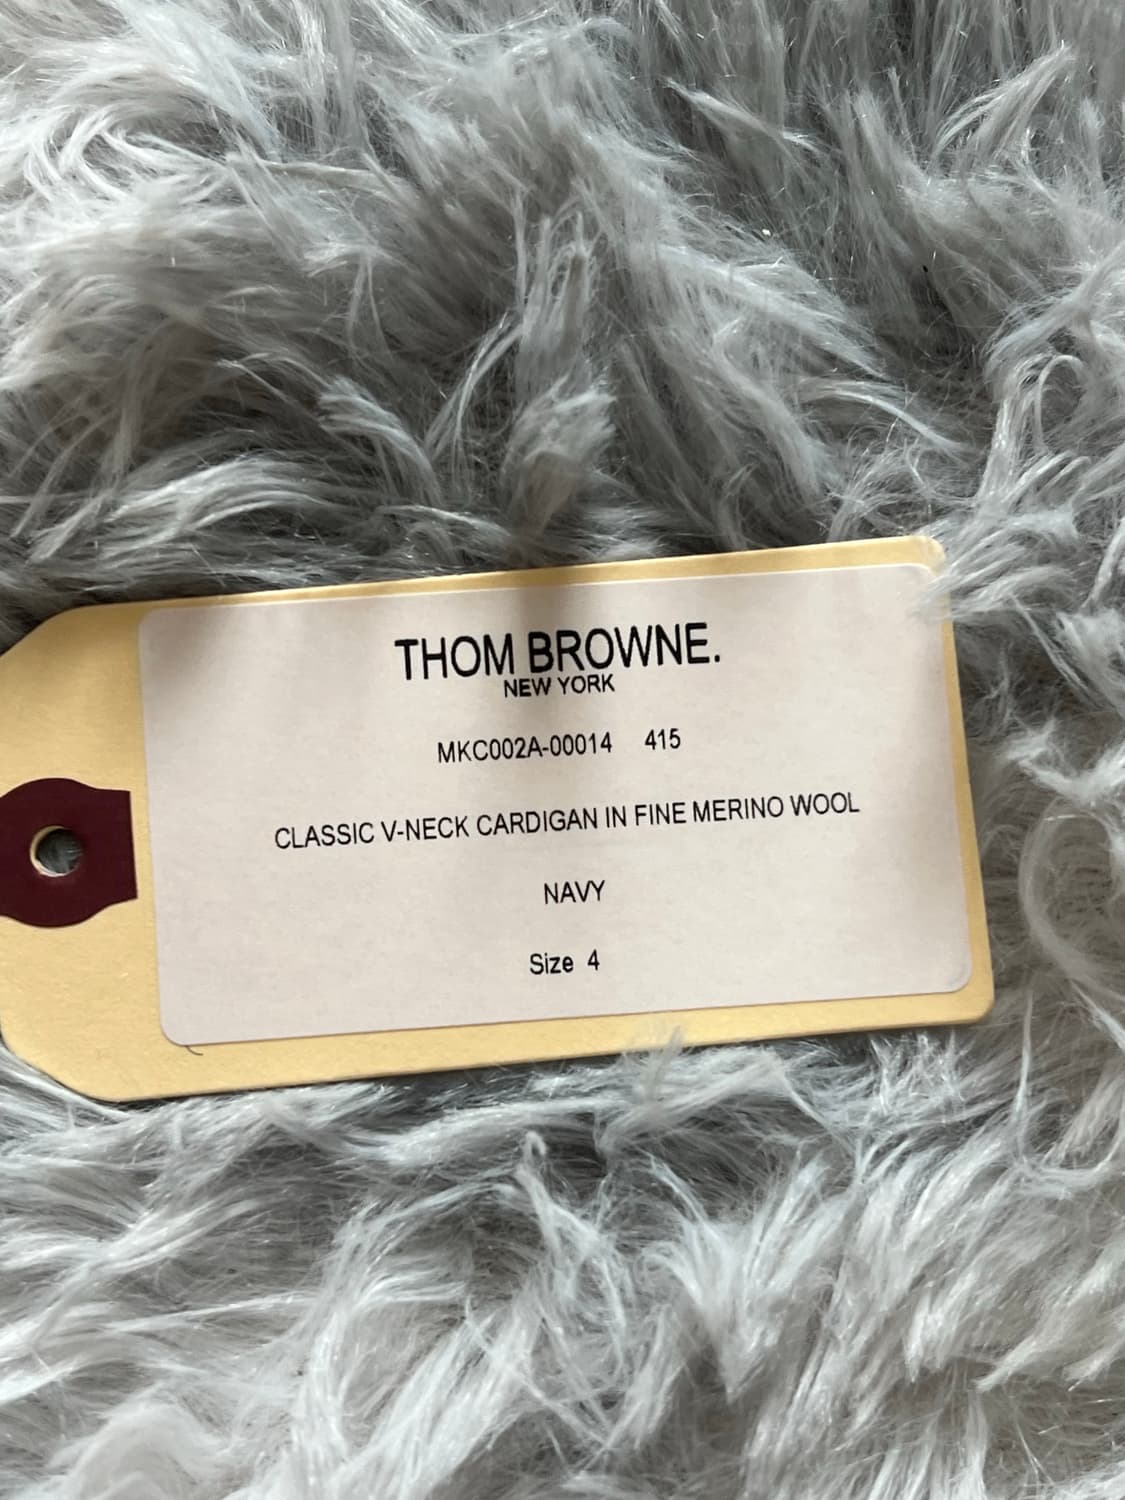 THOM BROWNE.
NEW YORK
MKC002A-00014 415
CLASSIC V-NECK CARDIGAN IN FINE MERINO WOOL
NAVY
Size 4